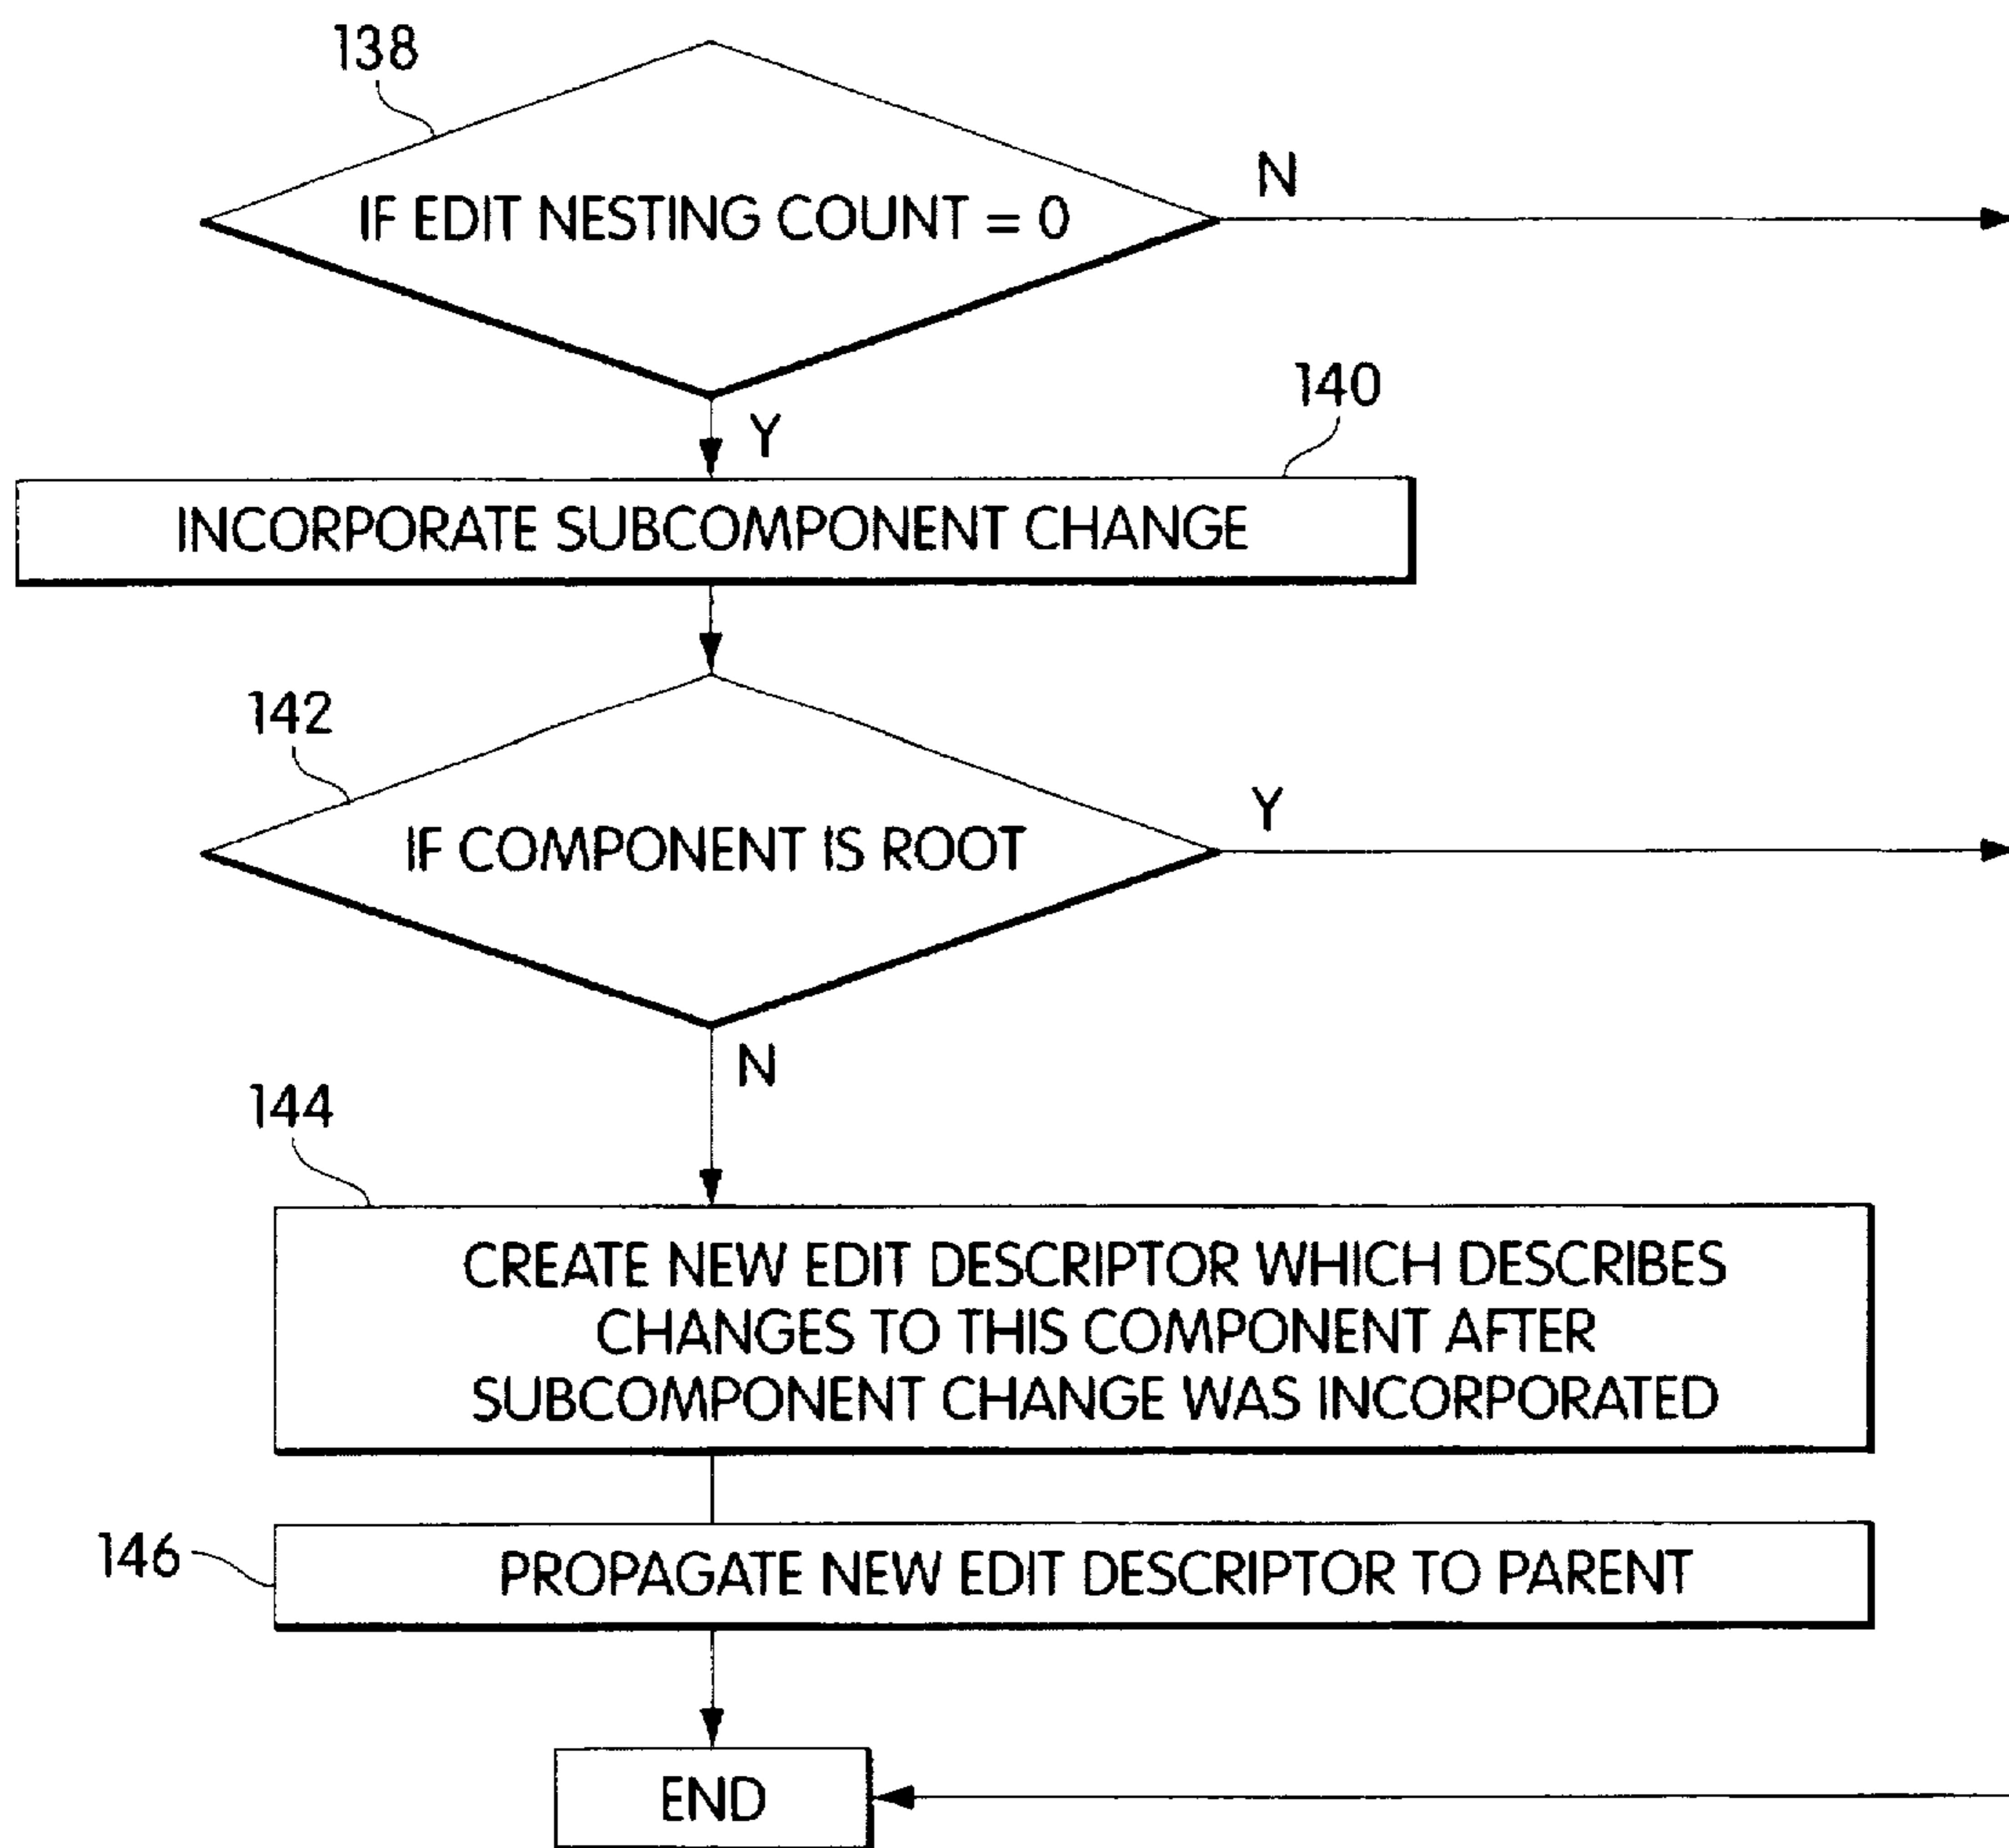 138
IF EDIT NESTING COUNT = 0
N
Y
140
INCORPORATE SUBCOMPONENT CHANGE
142
IF COMPONENT IS ROOT
Y
N
144
CREATE NEW EDIT DESCRIPTOR WHICH DESCRIBES
CHANGES TO THIS COMPONENT AFTER
SUBCOMPONENT CHANGE WAS INCORPORATED
146
PROPAGATE NEW EDIT DESCRIPTOR TO PARENT
END